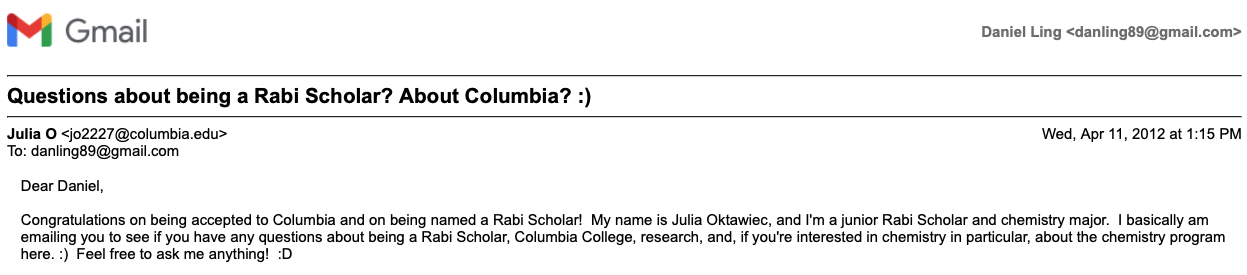 Gmail
Daniel Ling <danling89@gmail.com>
Questions about being a Rabi Scholar? About Columbia? :)
Julia O <jo2227@columbia.edu>
Wed, Apr 11, 2012 at 1:15 PM
To: danling89@gmail.com
Dear Daniel,
Congratulations on being accepted to Columbia and on being named a Rabi Scholar!  My name is Julia Oktawiec, and I'm a junior Rabi Scholar and chemistry major.  I basically am
emailing you to see if you have any questions about being a Rabi Scholar, Columbia College, research, and, if you're interested in chemistry in particular, about the chemistry program
here. :)  Feel free to ask me anything!  :D